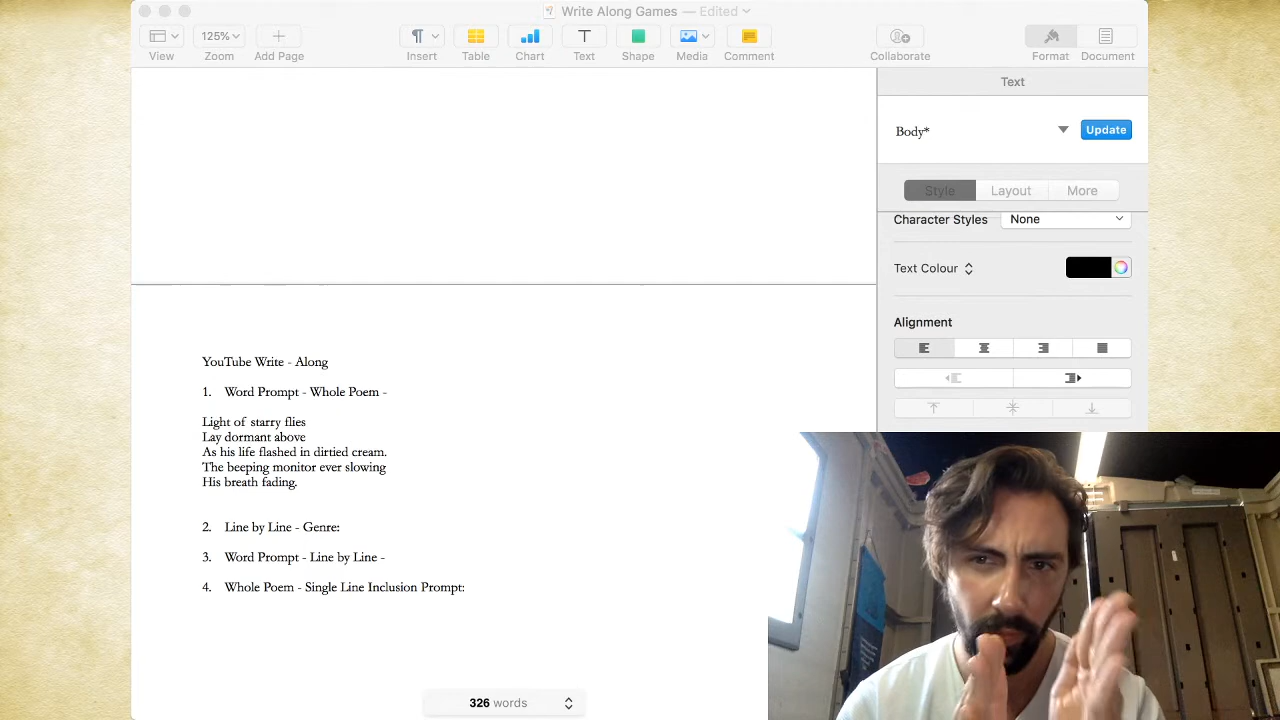 Write Along Games — Edited
View
125%
Zoom
Add Page
Insert
Table
Chart
Text
Shape
Media
Comment
Collaborate
Format
Document
Text
Body*
Update
Style
Layout
More
Character Styles
None
Text Colour
Alignment
YouTube Write - Along
1. Word Prompt - Whole Poem -
Light of starry flies
Lay dormant above
As his life flashed in dirtied cream.
The beeping monitor ever slowing
His breath fading.
2. Line by Line - Genre:
3. Word Prompt - Line by Line -
4. Whole Poem - Single Line Inclusion Prompt:
326 words